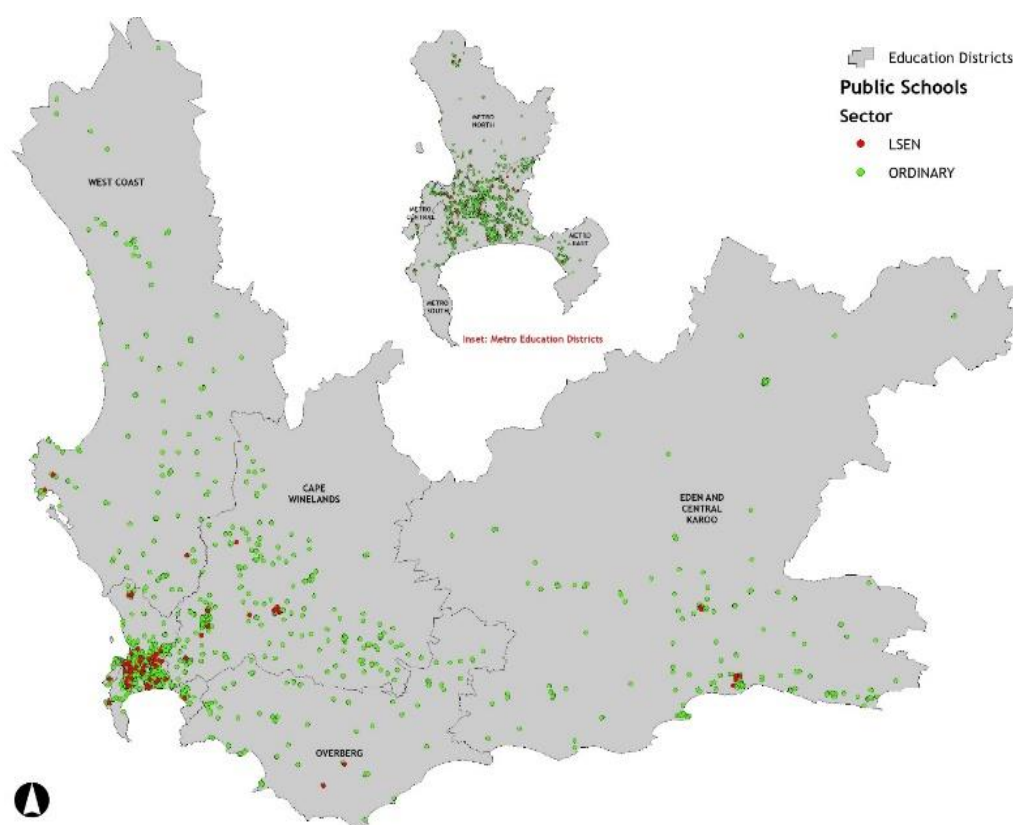 Education Districts
Public Schools
Sector
LSEN
ORDINARY
METRO
NORTH
WEST COAST
METRO
CENTRAL
METRO
EAST
METRO
SOUTH
Inset: Metro Education Districts
CAPE
WINELANDS
EDEN AND
CENTRAL
KAROO
OVERBERG